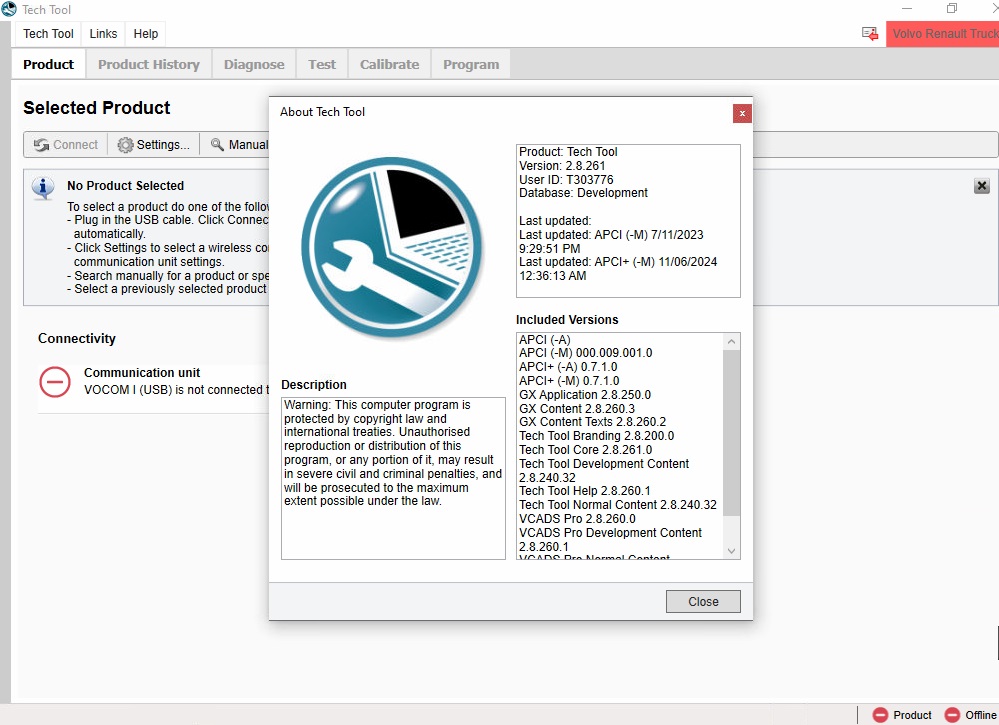 Tech Tool
Tech Tool Links Help
Volvo Renault Truck
Product Product History Diagnose Test Calibrate Program
Selected Product
Connect Settings... Manual
No Product Selected
To select a product do one of the
- Plug in the USB cable. Click
automatically.
- Click Settings to select a wireless
communication unit settings.
- Search manually for a product or
- Select a previously selected product
Connectivity
Communication unit
VOCOM I (USB) is not connected
About Tech Tool
Product: Tech Tool
Version: 2.8.261
User ID: T303776
Database: Development
Last updated:
Last updated: APCI (-M) 7/11/2023
9:29:51 PM
Last updated: APCI+ (-M) 11/06/2024
12:36:13 AM
Included Versions
APCI (-A)
APCI (-M) 000.009.001.0
APCI+ (-A) 0.7.1.0
APCI+ (-M) 0.7.1.0
GX Application 2.8.250.0
GX Content 2.8.260.3
GX Content Texts 2.8.260.2
Tech Tool Branding 2.8.200.0
Tech Tool Core 2.8.261.0
Tech Tool Development Content
2.8.240.32
Tech Tool Help 2.8.260.1
Tech Tool Normal Content 2.8.240.32
VCADS Pro 2.8.260.0
VCADS Pro Development Content
2.8.260.1
VCADS Pro Normal Content
Description
Warning: This computer program is
protected by copyright law and
international treaties. Unauthorised
reproduction or distribution of this
program, or any portion of it, may result
in severe civil and criminal penalties, and
will be prosecuted to the maximum
extent possible under the law.
Close
Product Offline